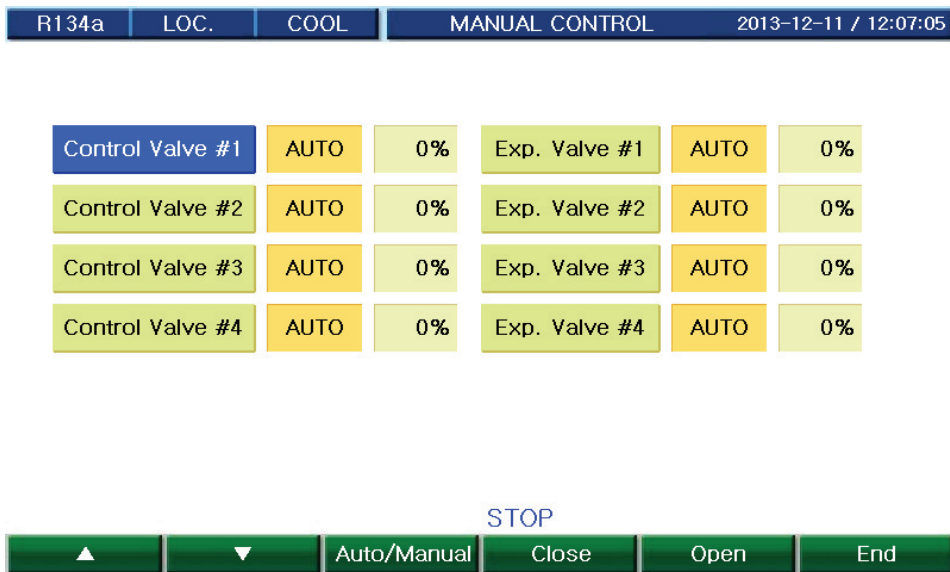 R134a LOC. COOL MANUAL CONTROL 2013-12-11 / 12:07:05
Control Valve #1 AUTO 0% Exp. Valve #1 AUTO 0%
Control Valve #2 AUTO 0% Exp. Valve #2 AUTO 0%
Control Valve #3 AUTO 0% Exp. Valve #3 AUTO 0%
Control Valve #4 AUTO 0% Exp. Valve #4 AUTO 0%
STOP
▲ ▼ Auto/Manual Close Open End